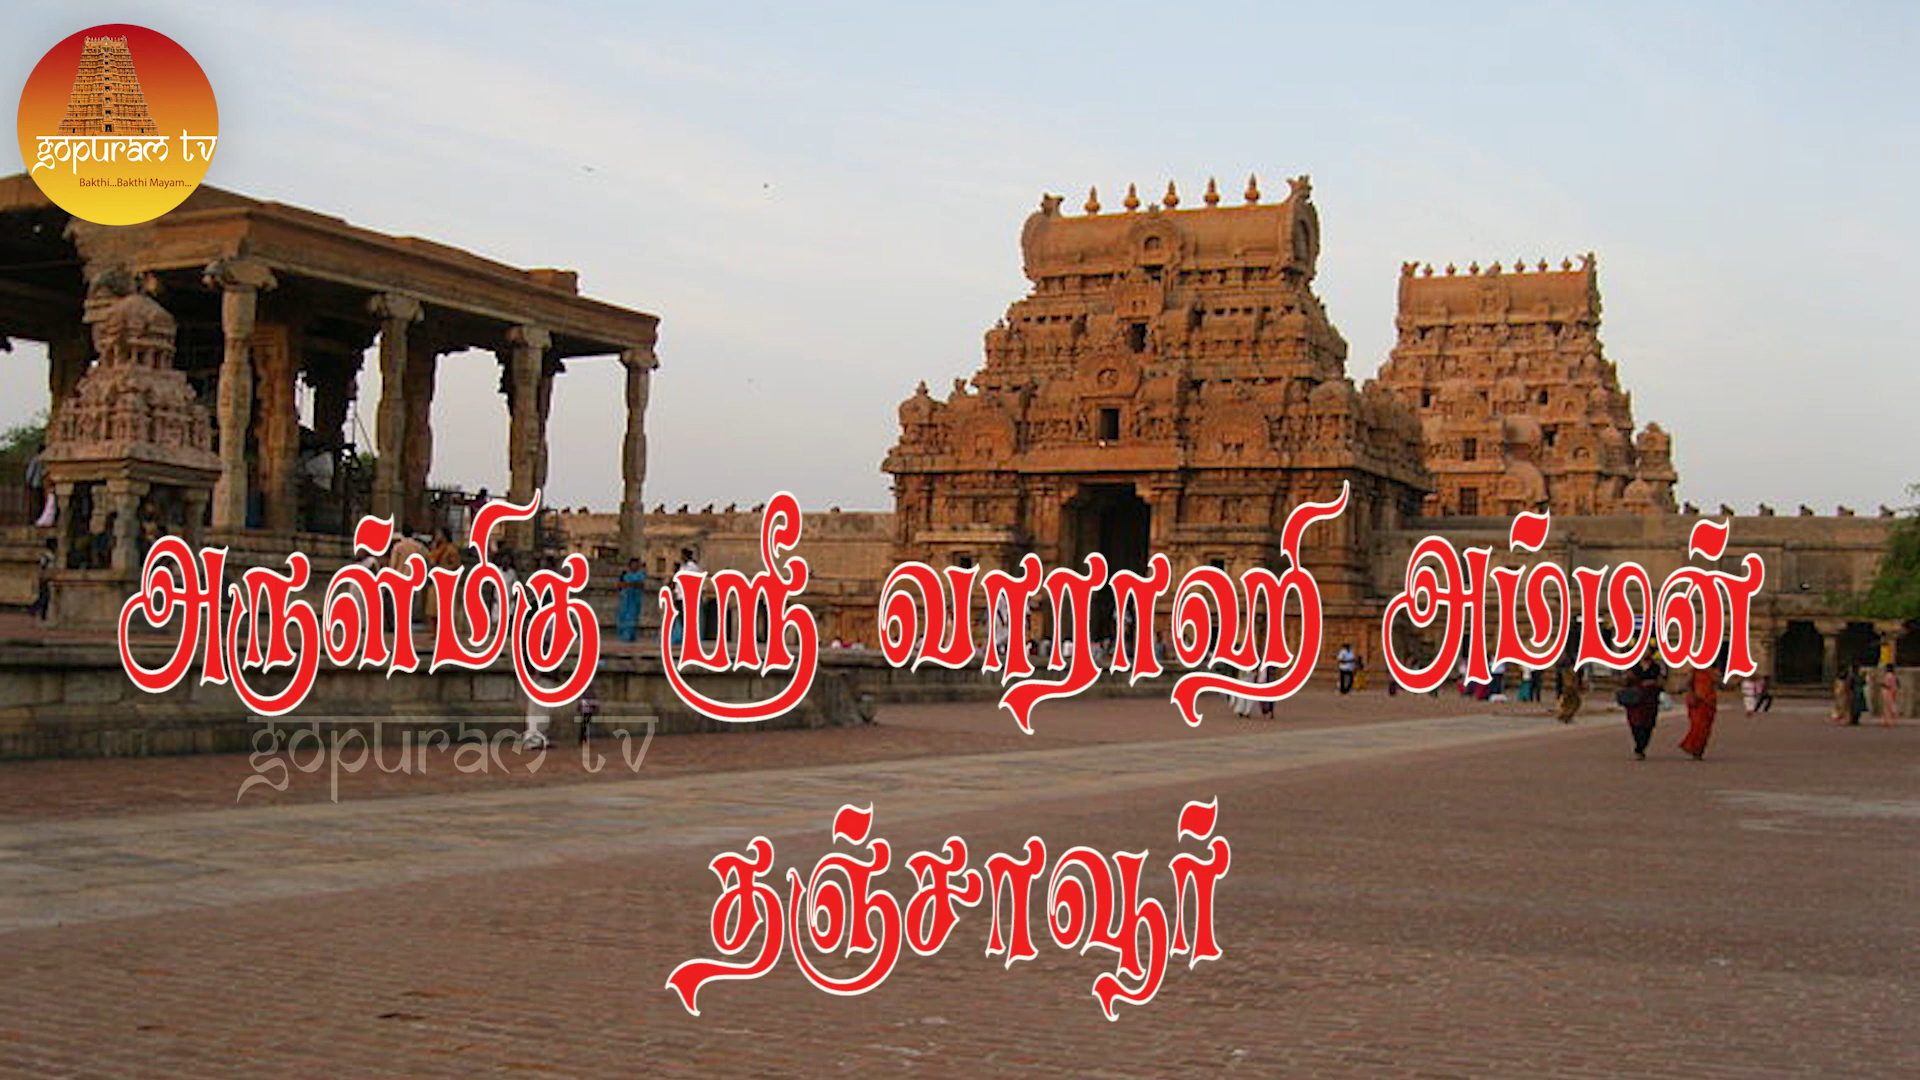 gopuram tv
Bakthi...Bakthi Mayam...
அருள்மிகு ஸ்ரீ வாராஹி அம்மன்
gopuram tv
தஞ்சாவூர்